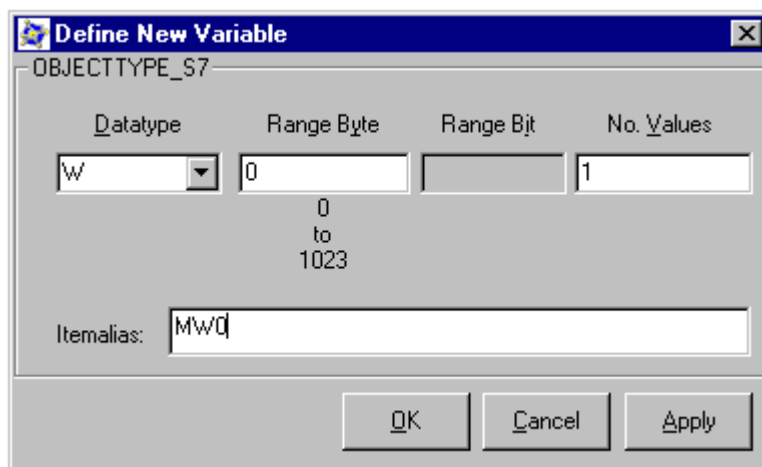 Define New Variable
OBJECTTYPE_S7
Datatype Range Byte Range Bit No. Values
W 0 1
0
to
1023
Itemalias: MW0
OK Cancel Apply